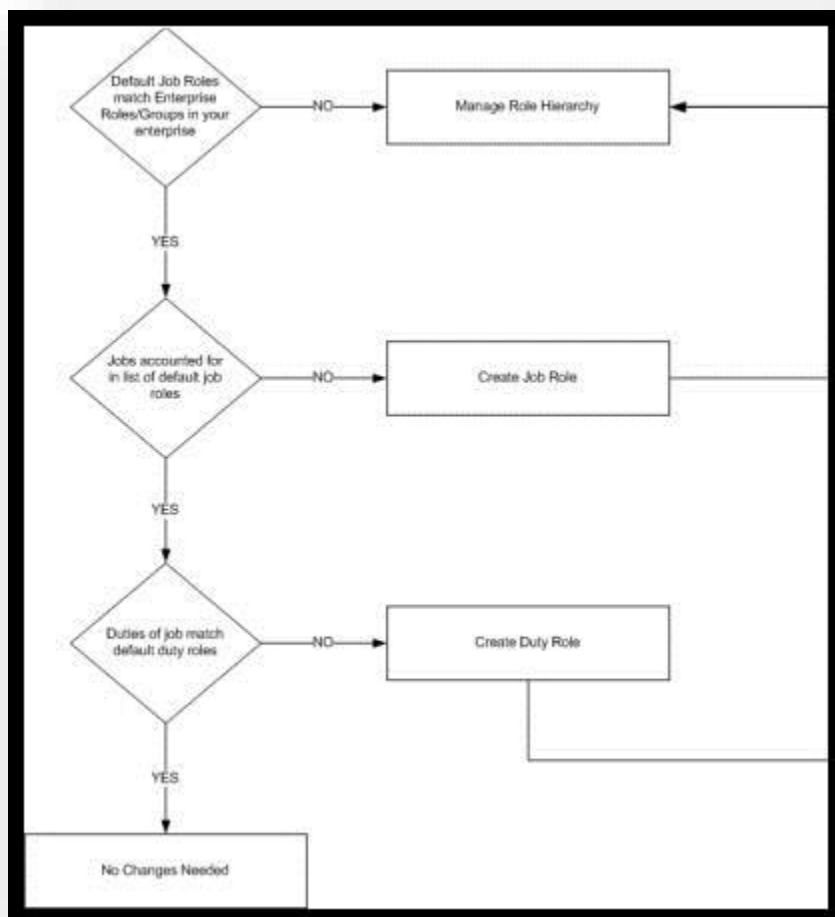 Default Job Roles
match Enterprise
Roles/Groups in your
enterprise
NO
Manage Role Hierarchy
YES
Jobs accounted for
in list of default job
roles
NO
Create Job Role
YES
Duties of job match
default duty roles
NO
Create Duty Role
YES
No Changes Needed